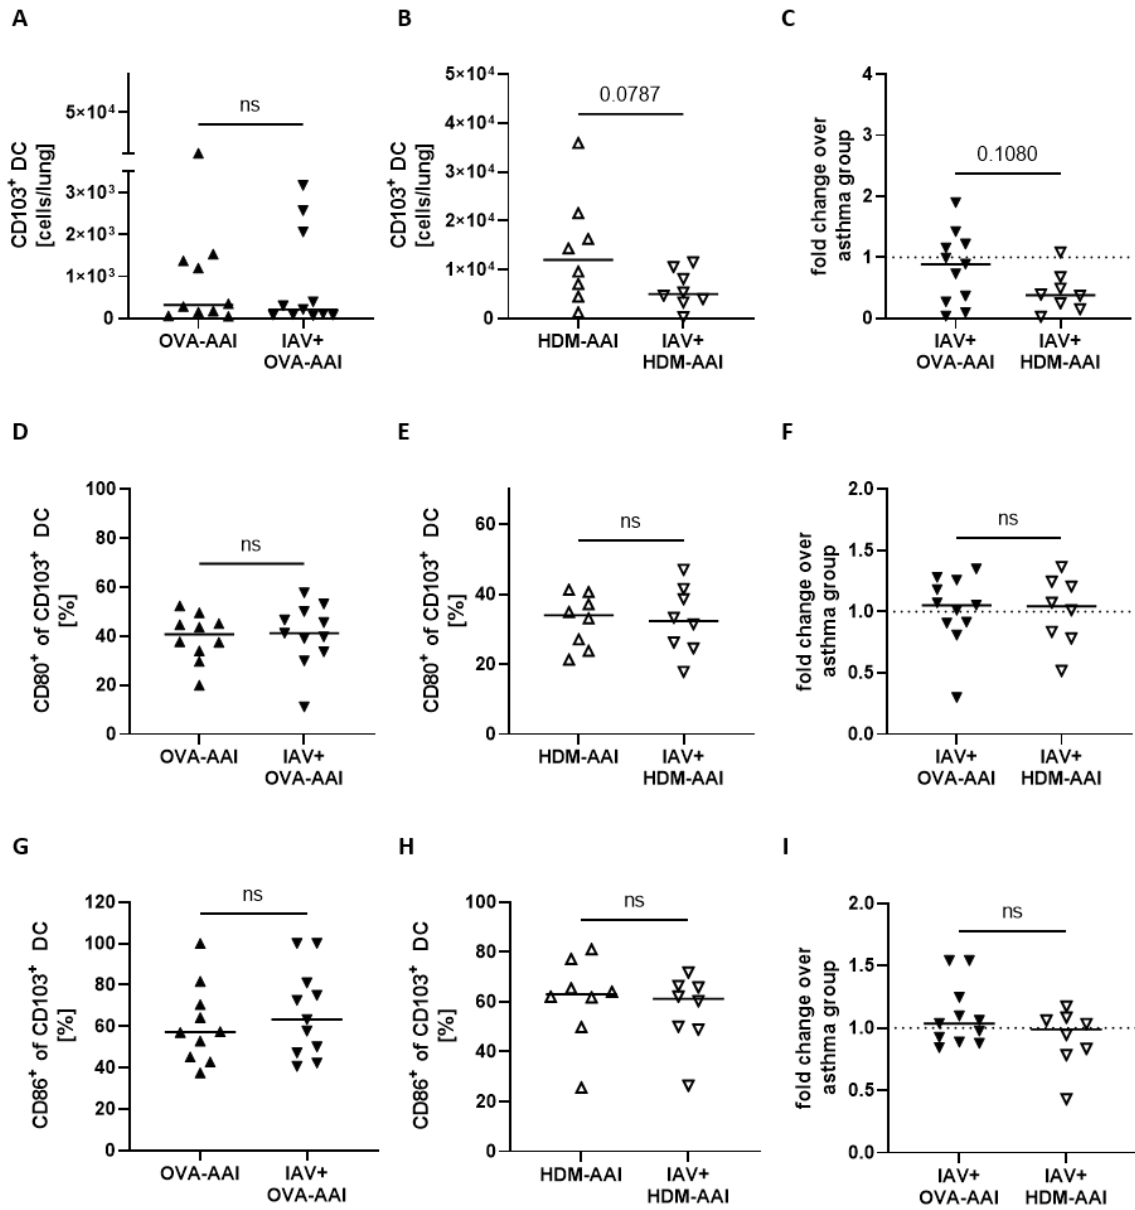 A
B
C
CD103⁺ DC
[cells/lung]
5×10⁴
3×10³
2×10³
1×10³
0
ns
OVA-AAI
IAV+
OVA-AAI
CD103⁺ DC
[cells/lung]
5×10⁴
4×10⁴
3×10⁴
2×10⁴
1×10⁴
0
0.0787
HDM-AAI
IAV+
HDM-AAI
fold change over
asthma group
4
3
2
1
0
0.1080
IAV+
OVA-AAI
IAV+
HDM-AAI
D
E
F
CD80⁺ of CD103⁺ DC
[%]
100
80
60
40
20
0
ns
OVA-AAI
IAV+
OVA-AAI
CD80⁺ of CD103⁺ DC
[%]
60
40
20
0
ns
HDM-AAI
IAV+
HDM-AAI
fold change over
asthma group
2.0
1.5
1.0
0.5
0.0
ns
IAV+
OVA-AAI
IAV+
HDM-AAI
G
H
I
CD86⁺ of CD103⁺ DC
[%]
120
100
80
60
40
20
0
ns
OVA-AAI
IAV+
OVA-AAI
CD86⁺ of CD103⁺ DC
[%]
100
80
60
40
20
0
ns
HDM-AAI
IAV+
HDM-AAI
fold change over
asthma group
2.0
1.5
1.0
0.5
0.0
ns
IAV+
OVA-AAI
IAV+
HDM-AAI